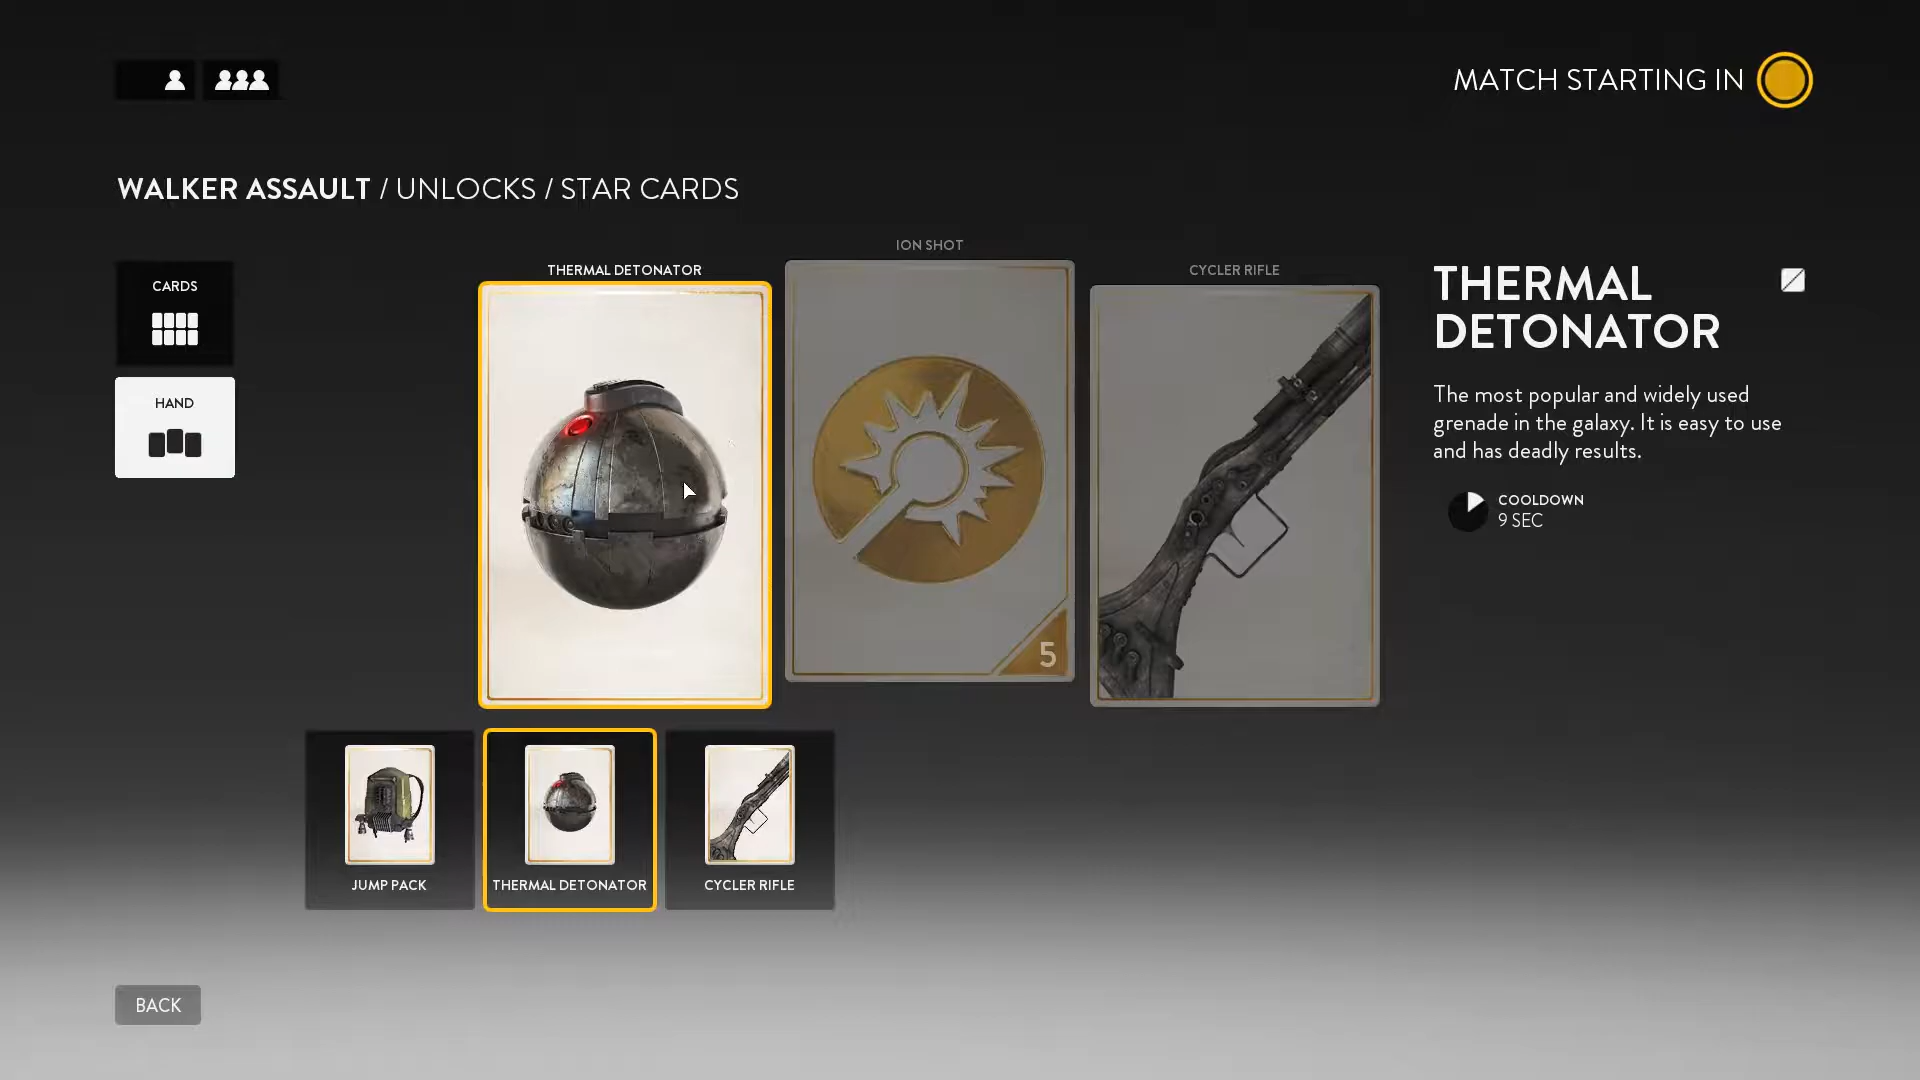 MATCH STARTING IN
WALKER ASSAULT / UNLOCKS / STAR CARDS
CARDS
HAND
THERMAL DETONATOR
ION SHOT
5
CYCLER RIFLE
THERMAL
DETONATOR
The most popular and widely used
grenade in the galaxy. It is easy to use
and has deadly results.
COOLDOWN
9 SEC
JUMP PACK
THERMAL DETONATOR
CYCLER RIFLE
BACK